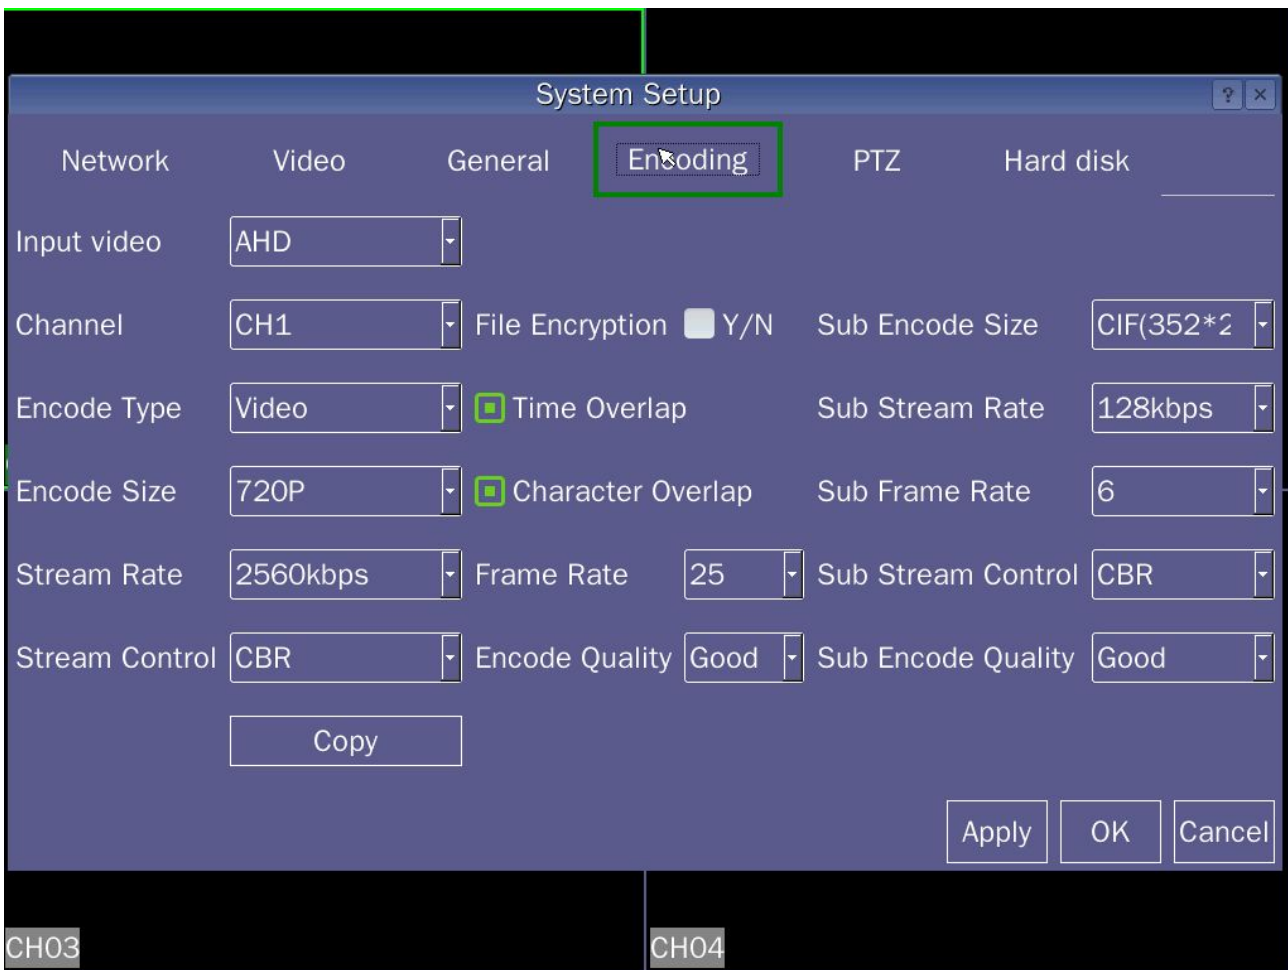 System Setup ? ×
Network Video General Encoding PTZ Hard disk
Input video AHD
Channel CH1 File Encryption Y/N Sub Encode Size CIF(352*2
Encode Type Video Time Overlap Sub Stream Rate 128kbps
Encode Size 720P Character Overlap Sub Frame Rate 6
Stream Rate 2560kbps Frame Rate 25 Sub Stream Control CBR
Stream Control CBR Encode Quality Good Sub Encode Quality Good
Copy
Apply OK Cancel
CH03 CH04